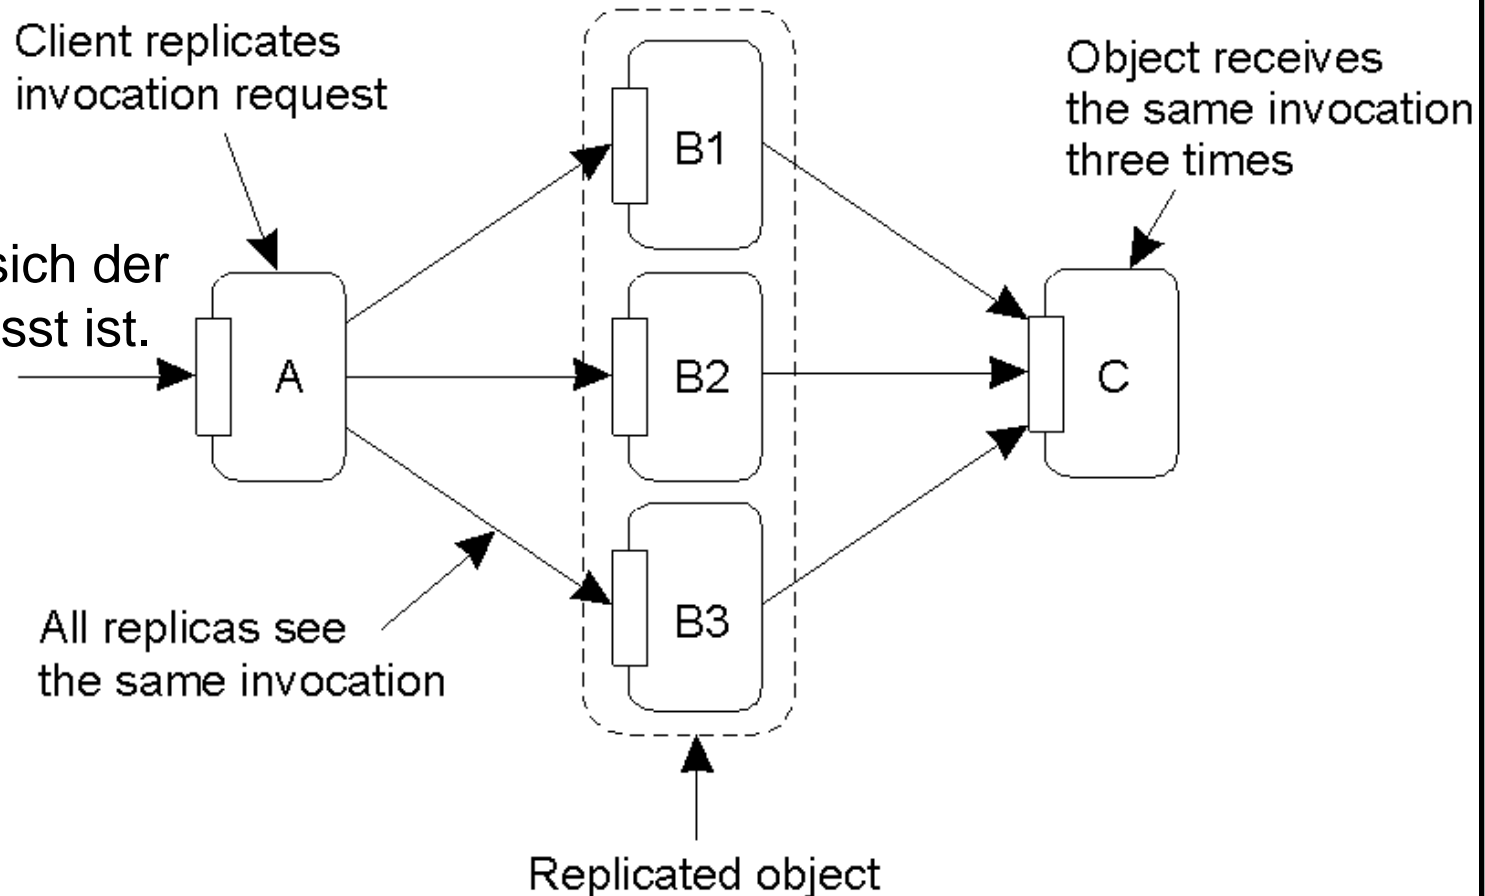 Client replicates
invocation request
Object receives
the same invocation
three times
B1
sich der
sst ist.
A
B2
C
B3
All replicas see
the same invocation
Replicated object